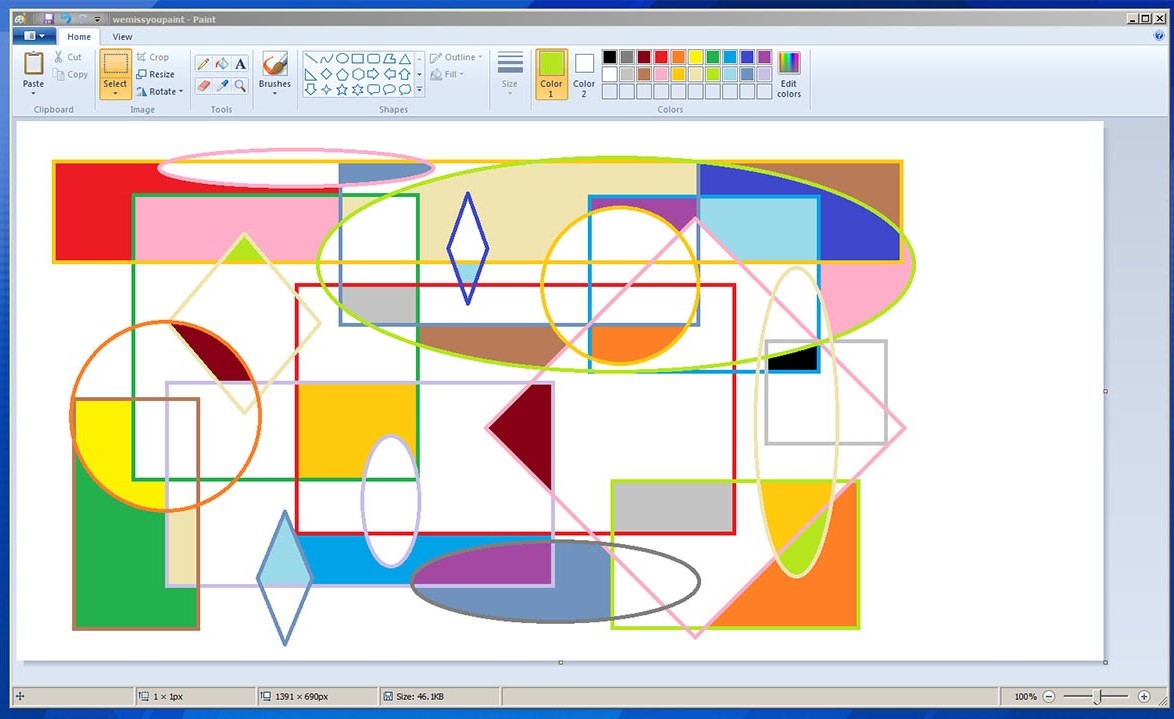 wemissyoupaint - Paint
Home View
Cut
Copy
Paste
Clipboard
Crop
Resize
Rotate
Select
Image
A
Tools
Brushes
Outline
Fill
Shapes
Size
Color 1
Color 2
Edit colors
Colors
1 × 1px
1391 × 690px
Size: 46.1KB
100%